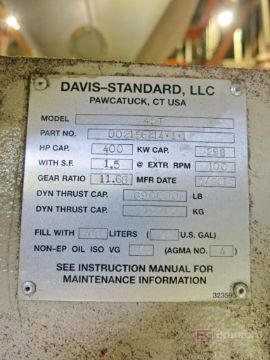 DAVIS-STANDARD, LLC
PAWCATUCK, CT USA
MODEL
PART NO.
HP CAP. 400 KW CAP. 298
WITH S.F. 1.5 @ EXTR RPM 100
GEAR RATIO 11.68 MFR DATE
DYN THRUST CAP. LB
DYN THRUST CAP. KG
FILL WITH LITERS ( U.S. GAL)
NON-EP OIL ISO VG (AGMA NO. )
SEE INSTRUCTION MANUAL FOR
MAINTENANCE INFORMATION